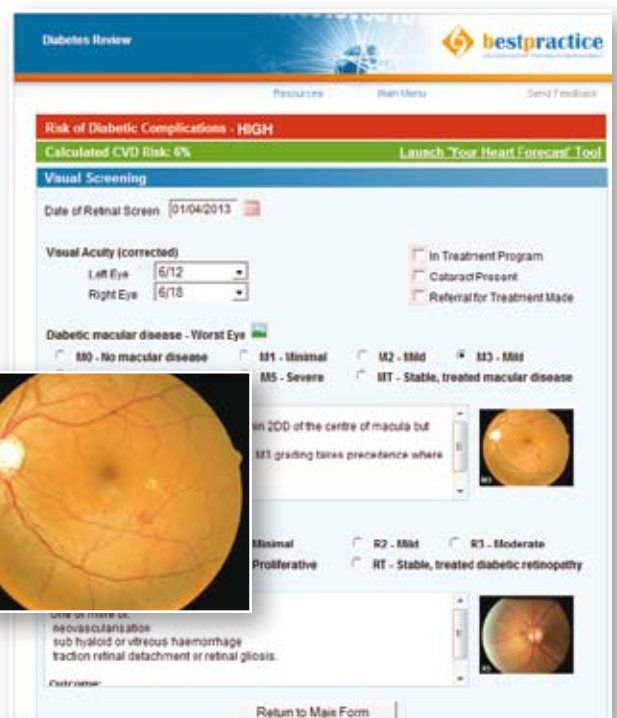 Diabetes Review
bestpractice
Resources Main Menu Send Feedback
Risk of Diabetic Complications - HIGH
Calculated CVD Risk: 6% Launch 'Your Heart Forecast' Tool
Visual Screening
Date of Retinal Screen 01/04/2013
Visual Acuity (corrected)
In Treatment Program
Left Eye 6/12
Cataract Present
Right Eye 6/18
Referral for Treatment Made
Diabetic macular disease - Worst Eye
M0 - No macular disease M1 - Minimal M2 - Mild M3 - Mild
M5 - Severe MT - Stable, treated macular disease
in 2DD of the centre of macula but
M3 grading takes precedence where
M3
Minimal R2 - Mild R3 - Moderate
Proliferative RT - Stable, treated diabetic retinopathy
One or more of:
neovascularisation
sub hyaloid or vitreous haemorrhage
traction retinal detachment or retinal gliosis.
R5
Outcome:
Return to Main Form